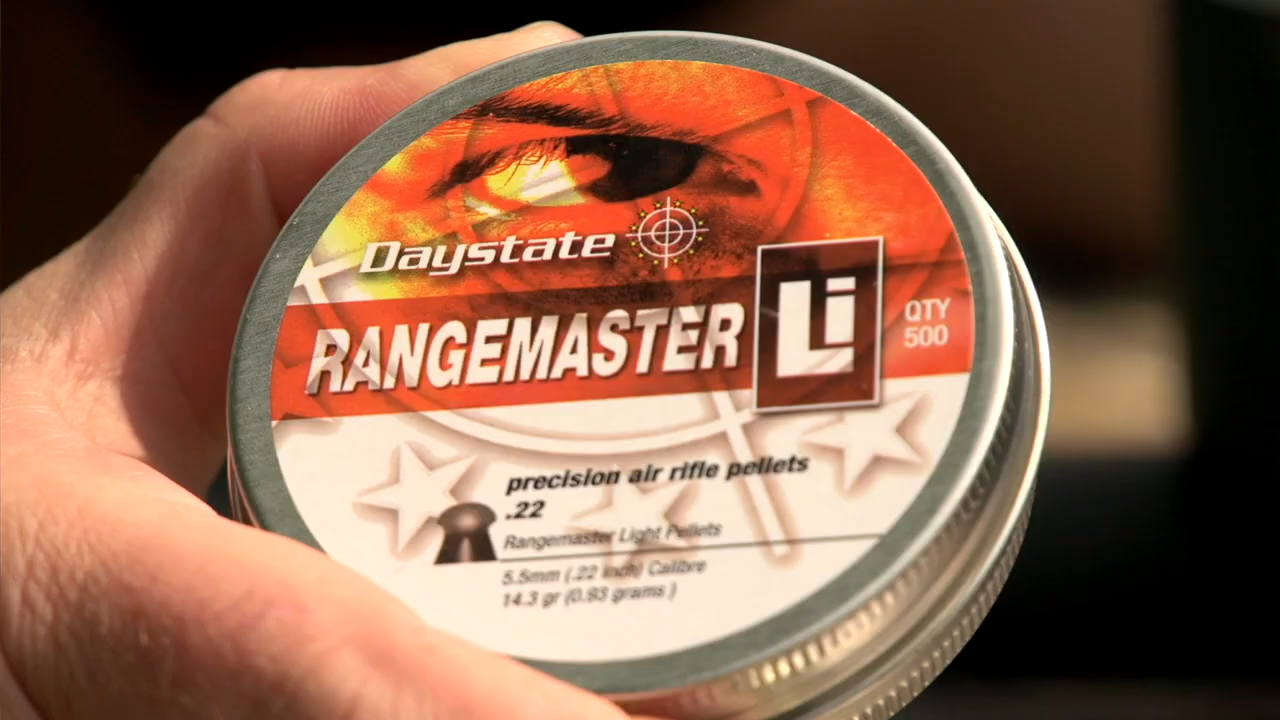 Daystate
RANGEMASTER
Li
QTY
500
precision air rifle pellets
.22
Rangemaster Light Pellets
5.5mm (.22 inch) Calibre
14.3 gr (0.93 grams)